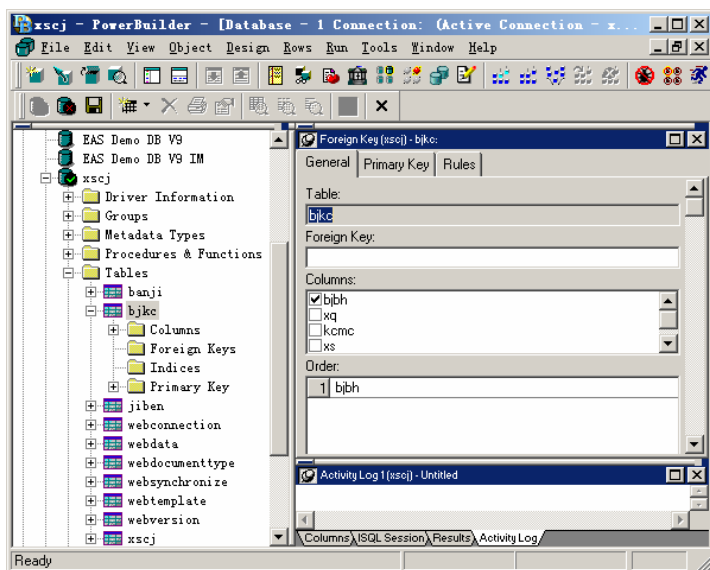 xscj - PowerBuilder - [Database - 1 Connection: (Active Connection - x...
File Edit View Object Design Rows Run Tools Window Help
EAS Demo DB V9
EAS Demo DB V9 IM
xscj
Driver Information
Groups
Metadata Types
Procedures & Functions
Tables
banji
bjkc
Columns
Foreign Keys
Indices
Primary Key
jiben
webconnection
webdata
webdocumenttype
websynchronize
webtemplate
webversion
xscj
Foreign Key (xscj) - bjkc:
General Primary Key Rules
Table:
bjkc
Foreign Key:
Columns:
bjbh
xq
kcmc
xs
Order:
1 bjbh
Activity Log 1 (xscj) - Untitled
Columns ISQL Session Results Activity Log
Ready